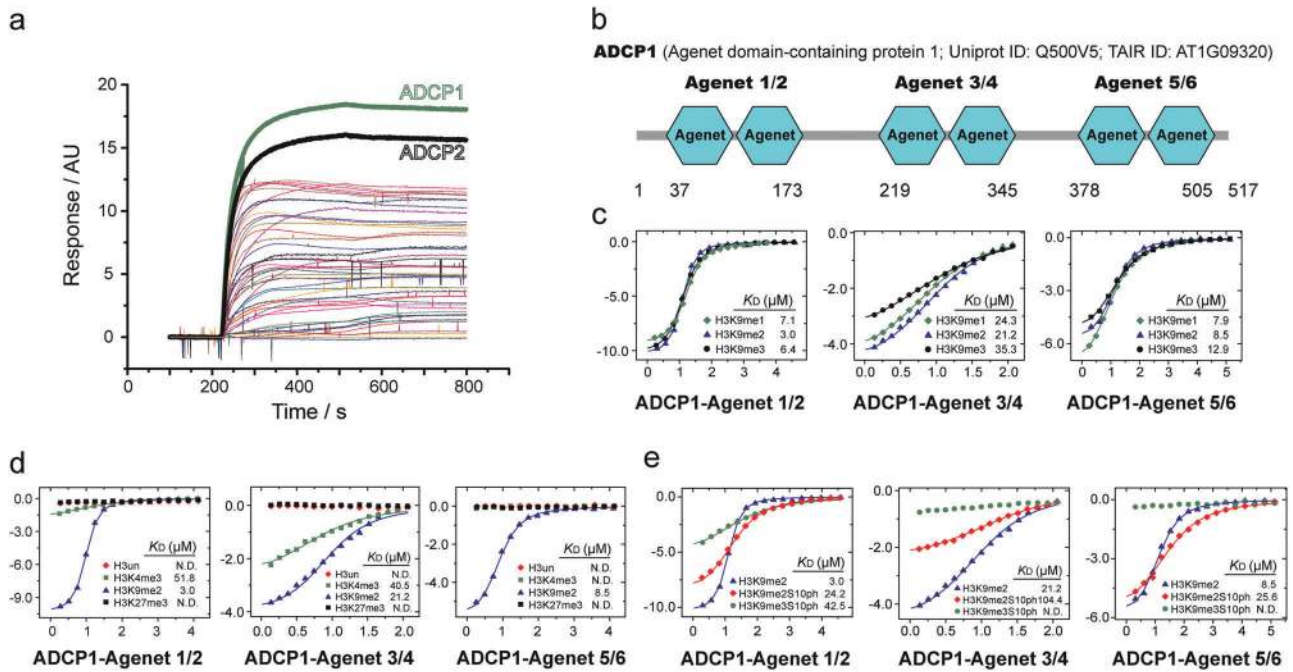 a
Response / AU
20
15
10
5
0
ADCP1
ADCP2
0 200 400 600 800
Time / s
b
ADCP1 (Agenet domain-containing protein 1; Uniprot ID: Q500V5; TAIR ID: AT1G09320)
Agenet 1/2 Agenet 3/4 Agenet 5/6
Agenet Agenet Agenet Agenet Agenet Agenet
1 37 173 219 345 378 505 517
c
0.0
-5.0
-10.0
KD (μM)
H3K9me1 7.1
H3K9me2 3.0
H3K9me3 6.4
0 1 2 3 4
ADCP1-Agenet 1/2
0.0
-2.0
-4.0
KD (μM)
H3K9me1 24.3
H3K9me2 21.2
H3K9me3 35.3
0.0 0.5 1.0 1.5 2.0
ADCP1-Agenet 3/4
0.0
-3.0
-6.0
KD (μM)
H3K9me1 7.9
H3K9me2 8.5
H3K9me3 12.9
0 1 2 3 4 5
ADCP1-Agenet 5/6
d
0.0
-3.0
-6.0
-9.0
KD (μM)
H3un N.D.
H3K4me3 51.8
H3K9me2 3.0
H3K27me3 N.D.
0 1 2 3 4
ADCP1-Agenet 1/2
0.0
-2.0
-4.0
KD (μM)
H3un N.D.
H3K4me3 40.5
H3K9me2 21.2
H3K27me3 N.D.
0.0 0.5 1.0 1.5 2.0
ADCP1-Agenet 3/4
0.0
-2.0
-4.0
KD (μM)
H3un N.D.
H3K4me3 N.D.
H3K9me2 8.5
H3K27me3 N.D.
0 1 2 3 4
ADCP1-Agenet 5/6
e
0.0
-5.0
-10.0
KD (μM)
H3K9me2 3.0
H3K9me2S10ph 24.2
H3K9me3S10ph 42.5
0 1 2 3 4
ADCP1-Agenet 1/2
0.0
-2.0
-4.0
KD (μM)
H3K9me2 21.2
H3K9me2S10ph 104.4
H3K9me3S10ph N.D.
0.0 0.5 1.0 1.5 2.0
ADCP1-Agenet 3/4
0.0
-3.0
-6.0
KD (μM)
H3K9me2 8.5
H3K9me2S10ph 25.6
H3K9me3S10ph N.D.
0 1 2 3 4 5
ADCP1-Agenet 5/6